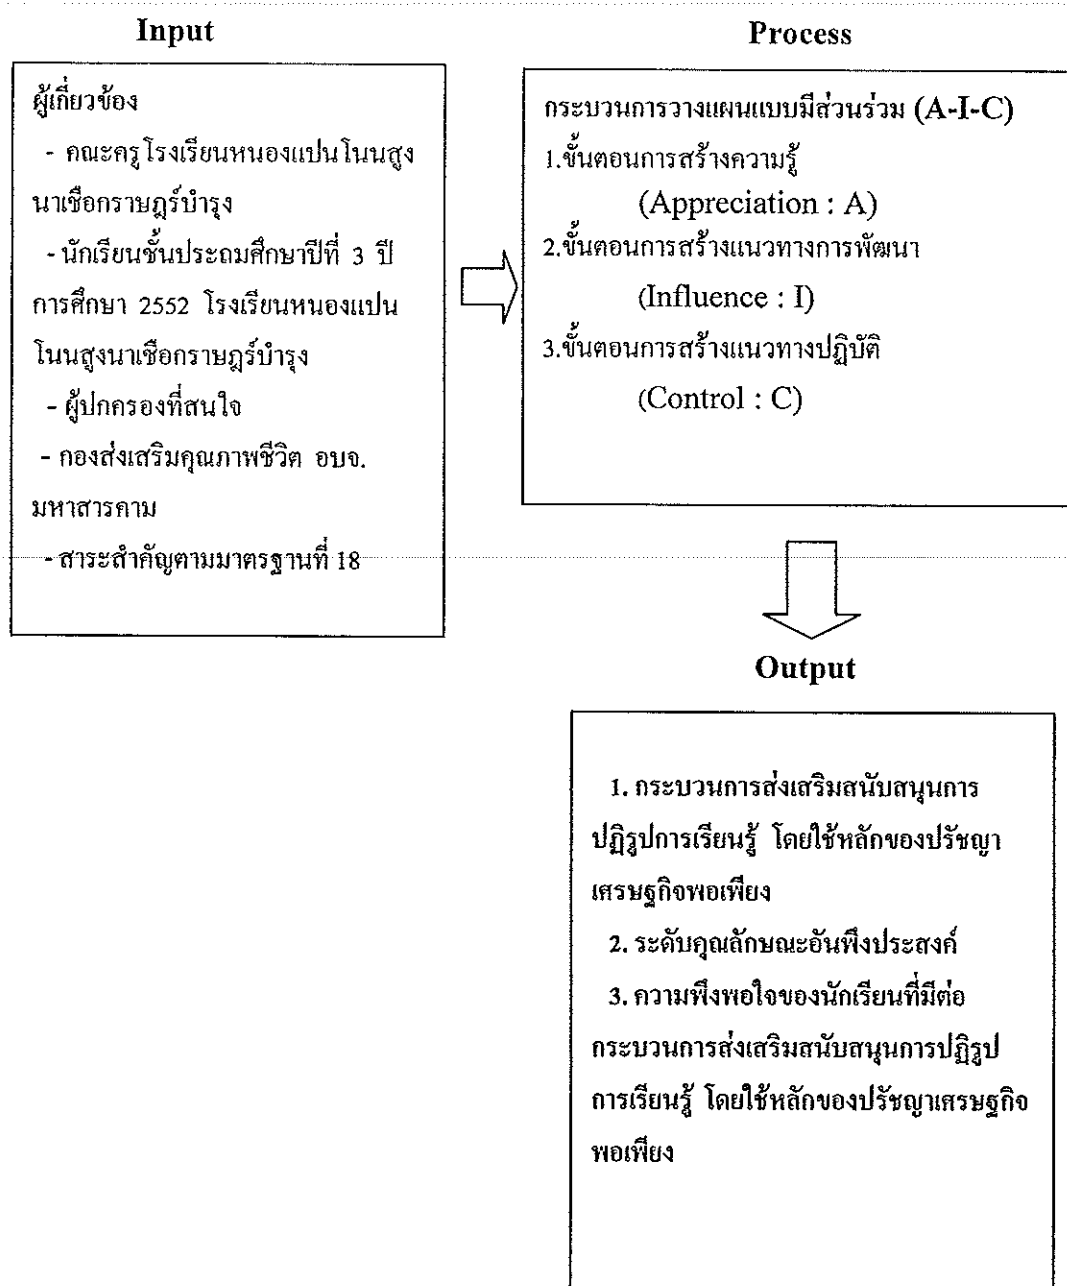 Input
ผู้เกี่ยวข้อง
- คณะครูโรงเรียนหนองแปนโนนสูง
นาเชือกราษฎร์บำรุง
- นักเรียนชั้นประถมศึกษาปีที่ 3 ปี
การศึกษา 2552 โรงเรียนหนองแปน
โนนสูงนาเชือกราษฎร์บำรุง
- ผู้ปกครองที่สนใจ
- กองส่งเสริมคุณภาพชีวิต อบจ.
มหาสารคาม
- สาระสำคัญตามมาตรฐานที่ 18
Process
กระบวนการวางแผนแบบมีส่วนร่วม (A-I-C)
1.ขั้นตอนการสร้างความรู้
(Appreciation : A)
2.ขั้นตอนการสร้างแนวทางการพัฒนา
(Influence : I)
3.ขั้นตอนการสร้างแนวทางปฏิบัติ
(Control : C)
Output
1. กระบวนการส่งเสริมสนับสนุนการ
ปฏิรูปการเรียนรู้ โดยใช้หลักของปรัชญา
เศรษฐกิจพอเพียง
2. ระดับคุณลักษณะอันพึงประสงค์
3. ความพึงพอใจของนักเรียนที่มีต่อ
กระบวนการส่งเสริมสนับสนุนการปฏิรูป
การเรียนรู้ โดยใช้หลักของปรัชญาเศรษฐกิจ
พอเพียง